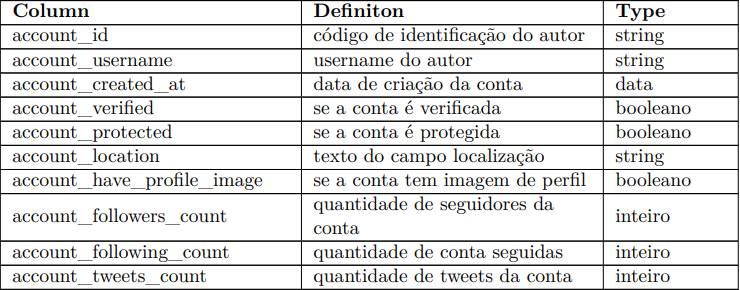 Column Definiton Type
account_id código de identificação do autor string
account_username username do autor string
account_created_at data de criação da conta data
account_verified se a conta é verificada booleano
account_protected se a conta é protegida booleano
account_location texto do campo localização string
account_have_profile_image se a conta tem imagem de perfil booleano
account_followers_count quantidade de seguidores da conta inteiro
account_following_count quantidade de conta seguidas inteiro
account_tweets_count quantidade de tweets da conta inteiro